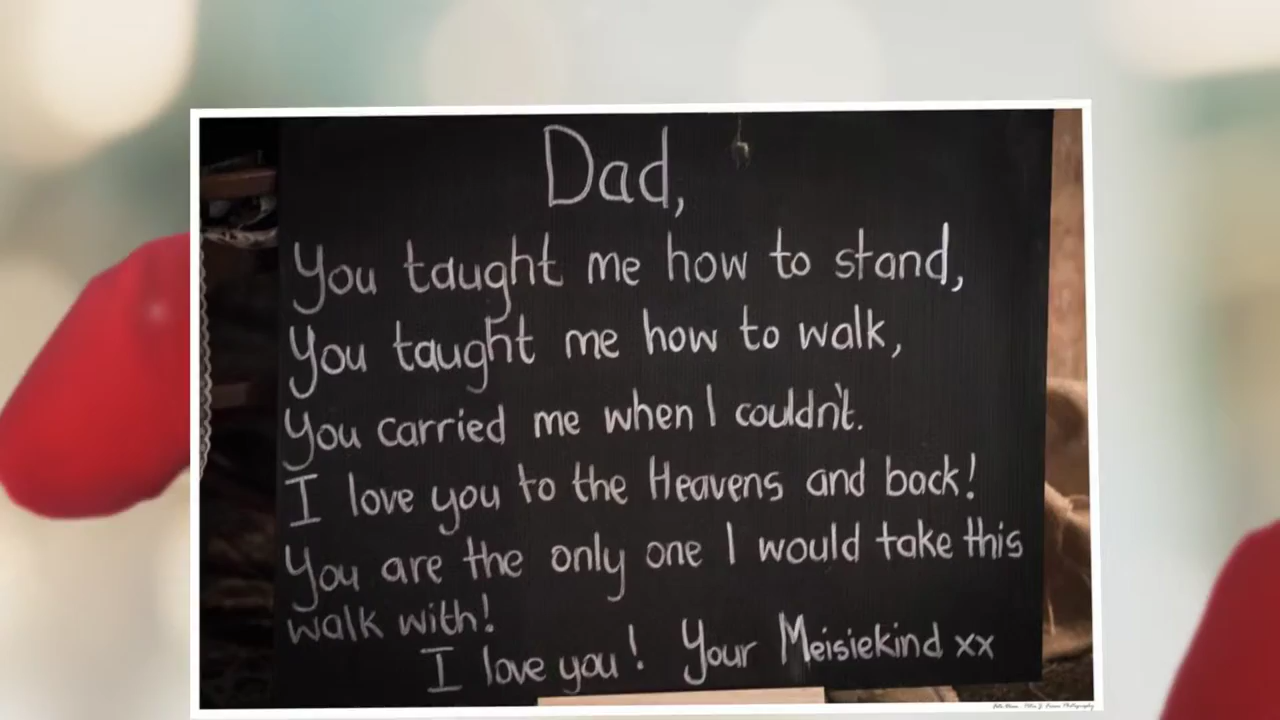 Dad,
You taught me how to stand,
You taught me how to walk,
You carried me when I couldn't.
I love you to the Heavens and back!
You are the only one I would take this
walk with!
I love you! Your Meisiekind xx